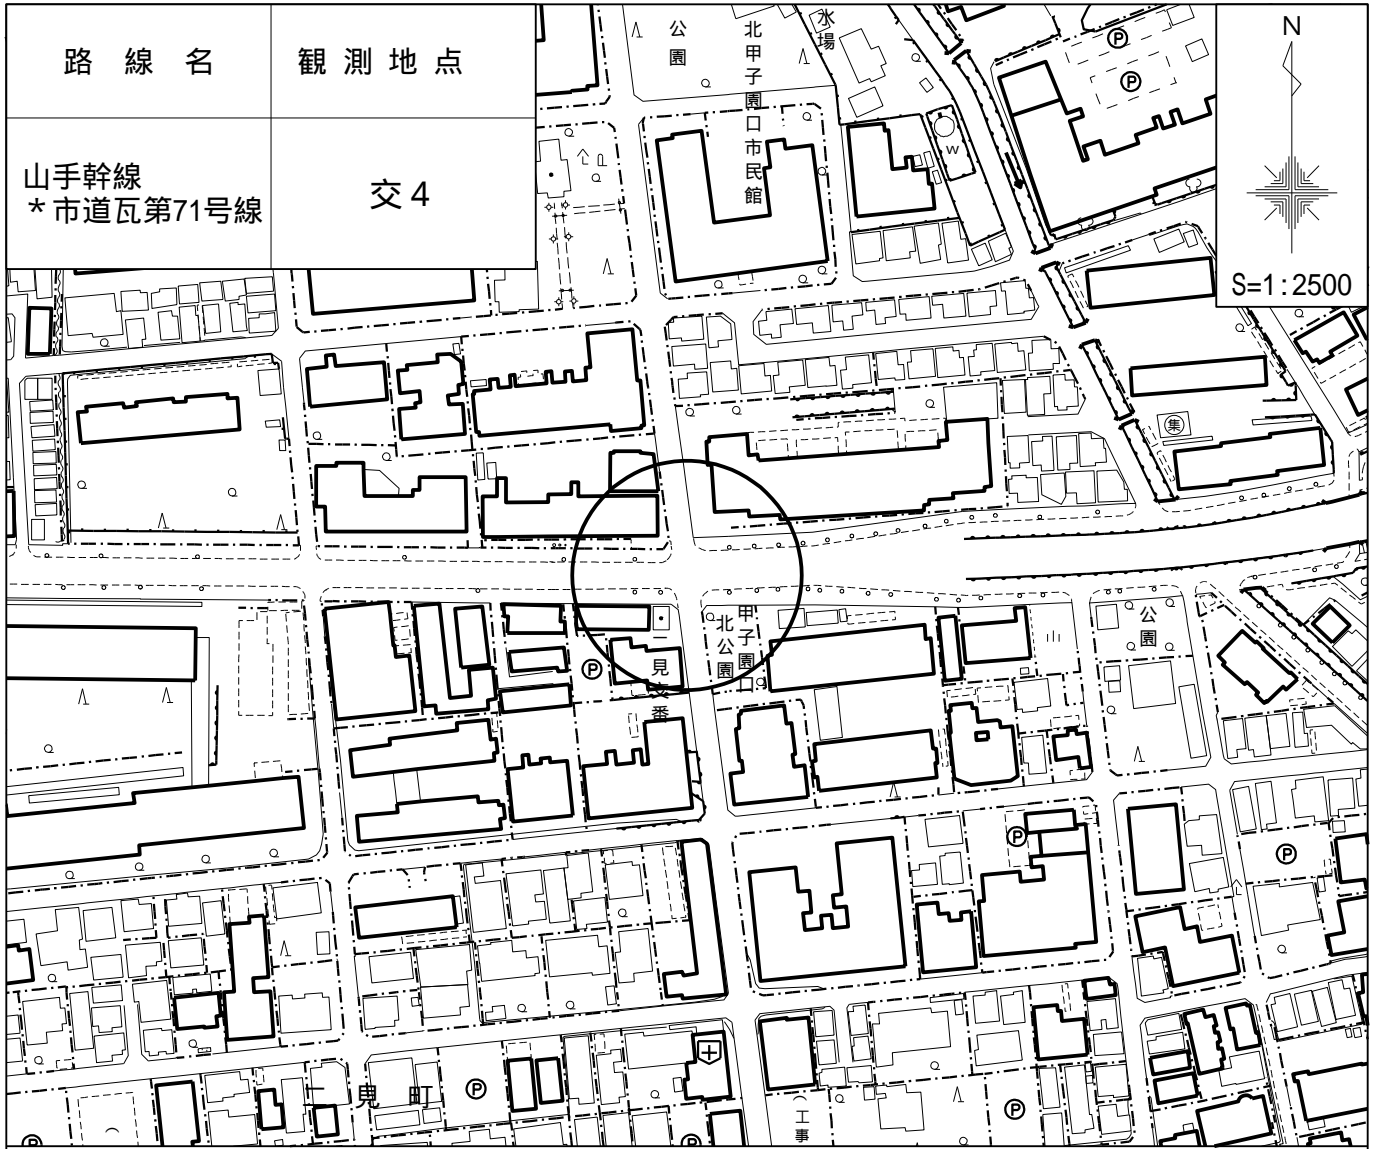 路線名
観測地点
山手幹線
*市道瓦第71号線
交4
N
S=1:2500
公園
北甲子園口市民館
水場
W
P
P
集
甲子園口
北公園
二見交番
公園
P
P
P
二見町
P
P
P
P
(工事